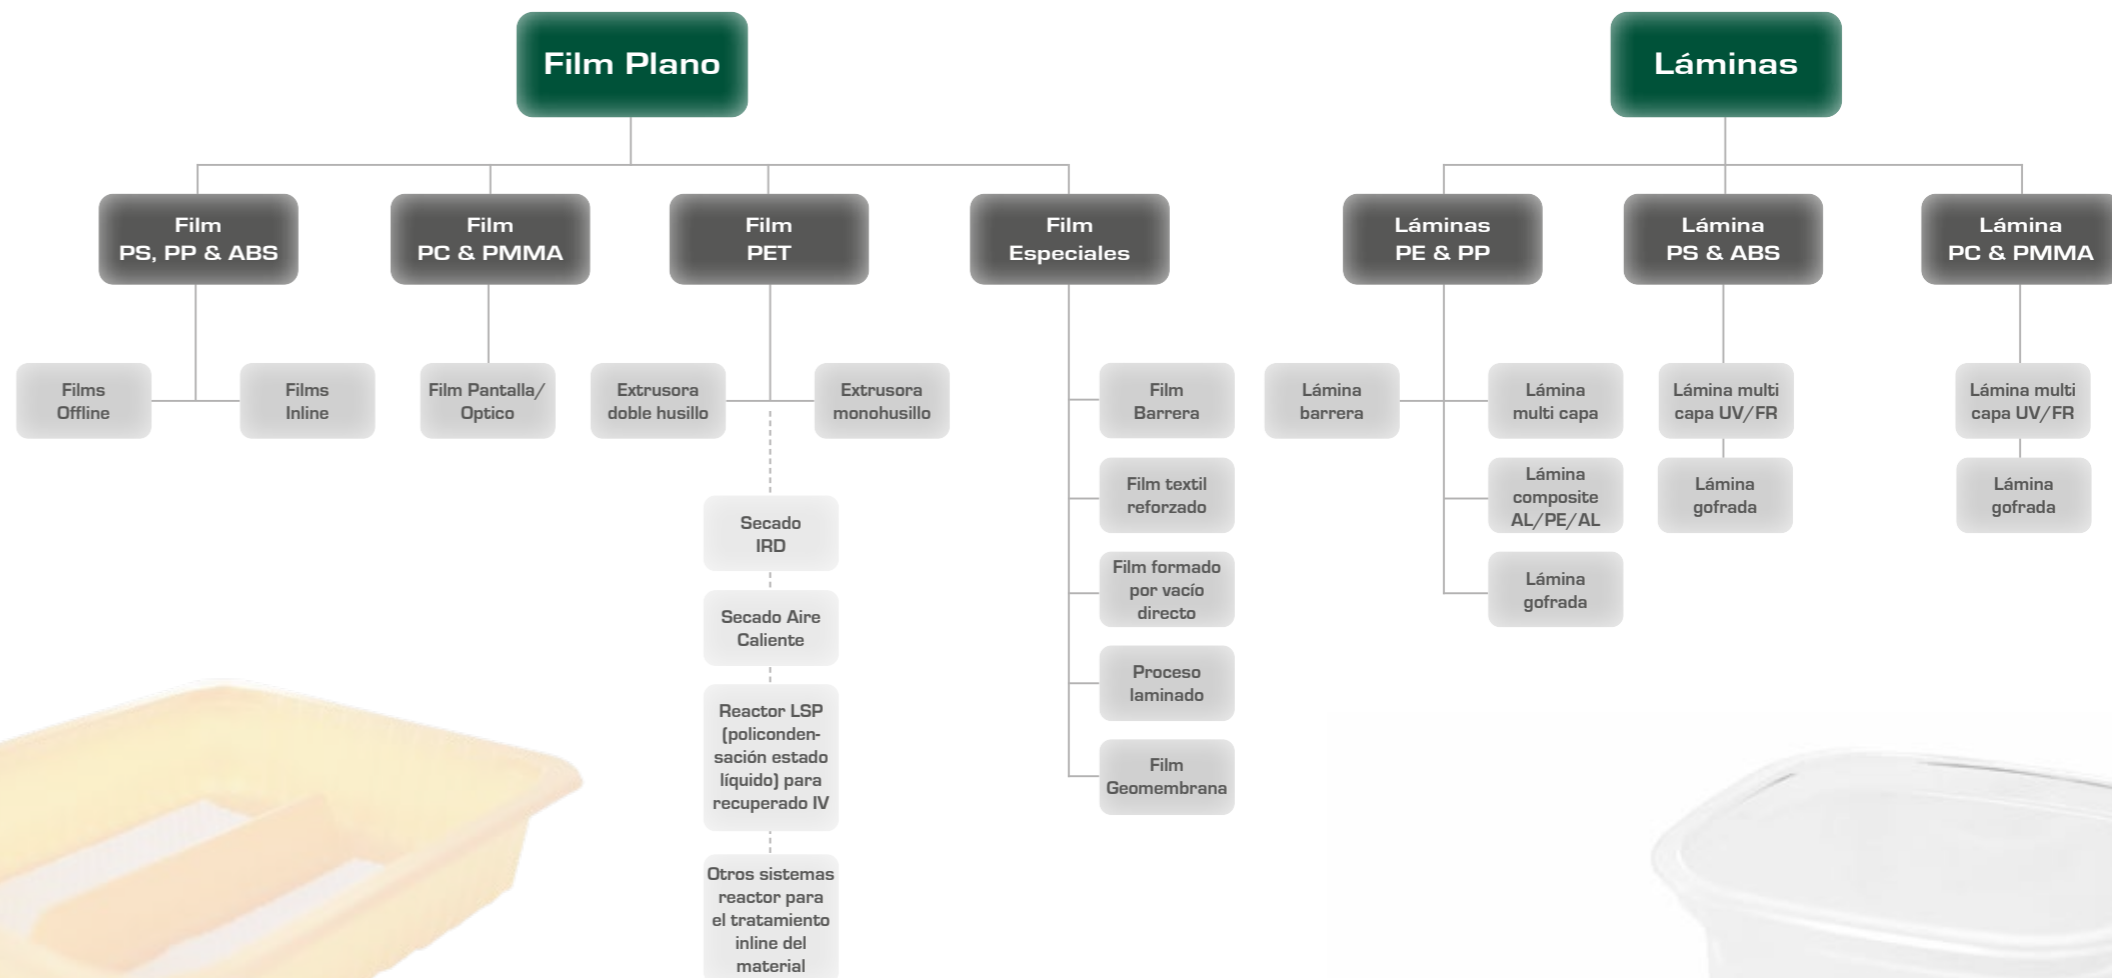 Film Plano
Film
PS, PP & ABS
Films
Offline
Films
Inline
Film
PC & PMMA
Film Pantalla/
Optico
Film
PET
Extrusora
doble husillo
Extrusora
monohusillo
Secado
IRD
Secado Aire
Caliente
Reactor LSP
(policonden-
sación estado
líquido) para
recuperado IV
Otros sistemas
reactor para
el tratamiento
inline del
material
Film
Especiales
Film
Barrera
Film textil
reforzado
Film formado
por vacío
directo
Proceso
laminado
Film
Geomembrana
Láminas
Láminas
PE & PP
Lámina
barrera
Lámina
multi capa
Lámina
composite
AL/PE/AL
Lámina
gofrada
Lámina
PS & ABS
Lámina multi
capa UV/FR
Lámina
gofrada
Lámina
PC & PMMA
Lámina multi
capa UV/FR
Lámina
gofrada